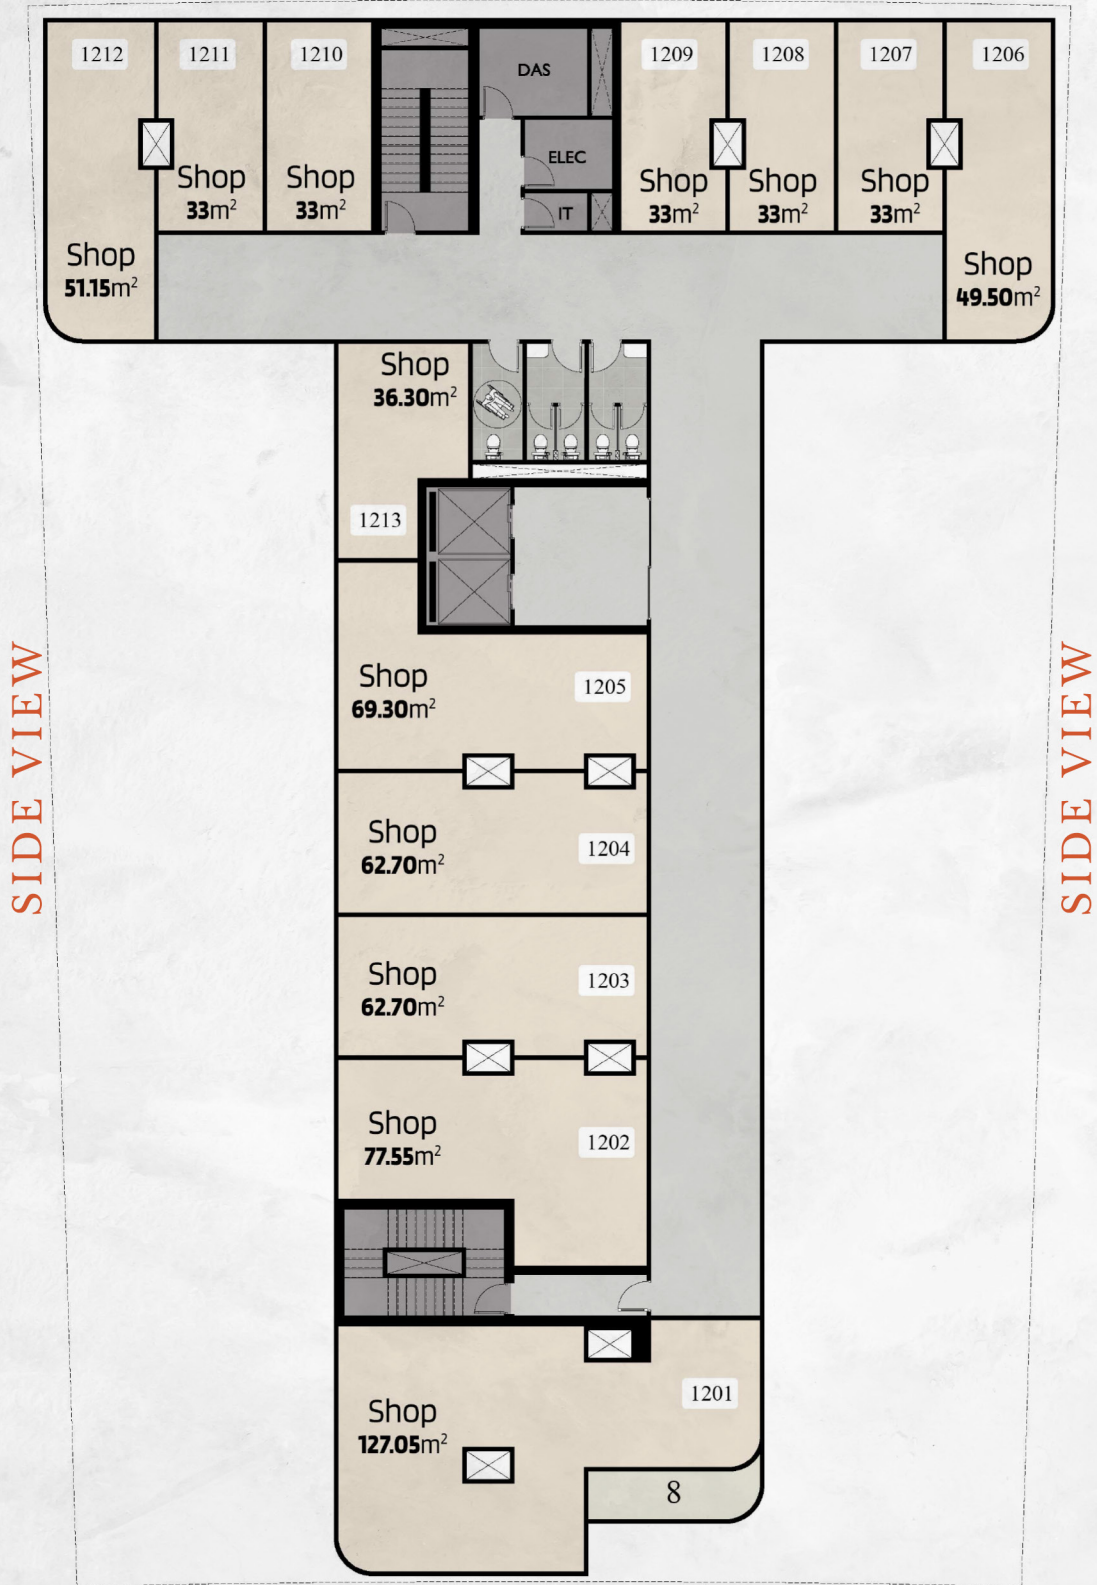 1212
1211
1210
DAS
1209
1208
1207
1206
ELEC
IT
Shop
33m²
Shop
33m²
Shop
33m²
Shop
33m²
Shop
33m²
Shop
51.15m²
Shop
49.50m²
Shop
36.30m²
1213
SIDE VIEW
SIDE VIEW
Shop
69.30m²
1205
Shop
62.70m²
1204
Shop
62.70m²
1203
Shop
77.55m²
1202
1201
Shop
127.05m²
8